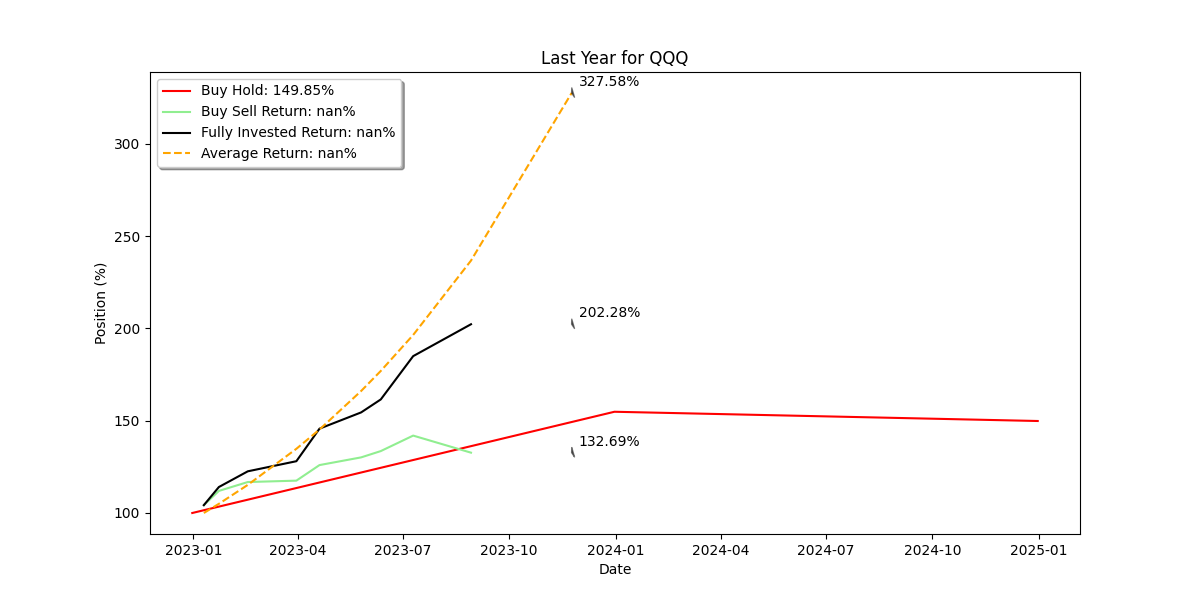 Last Year for QQQ
327.58%
Buy Hold: 149.85%
Buy Sell Return: nan%
Fully Invested Return: nan%
Average Return: nan%
300
250
202.28%
200
Position (%)
150
132.69%
100
2023-01 2023-04 2023-07 2023-10 2024-01 2024-04 2024-07 2024-10 2025-01
Date